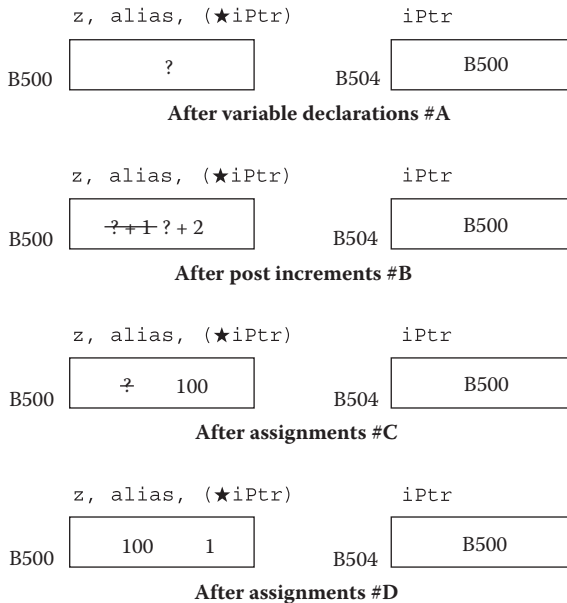 z, alias, (★iPtr) iPtr
B500 ? B504 B500
After variable declarations #A
z, alias, (★iPtr) iPtr
B500 ? + 1 ? + 2 B504 B500
After post increments #B
z, alias, (★iPtr) iPtr
B500 ? 100 B504 B500
After assignments #C
z, alias, (★iPtr) iPtr
B500 100 1 B504 B500
After assignments #D